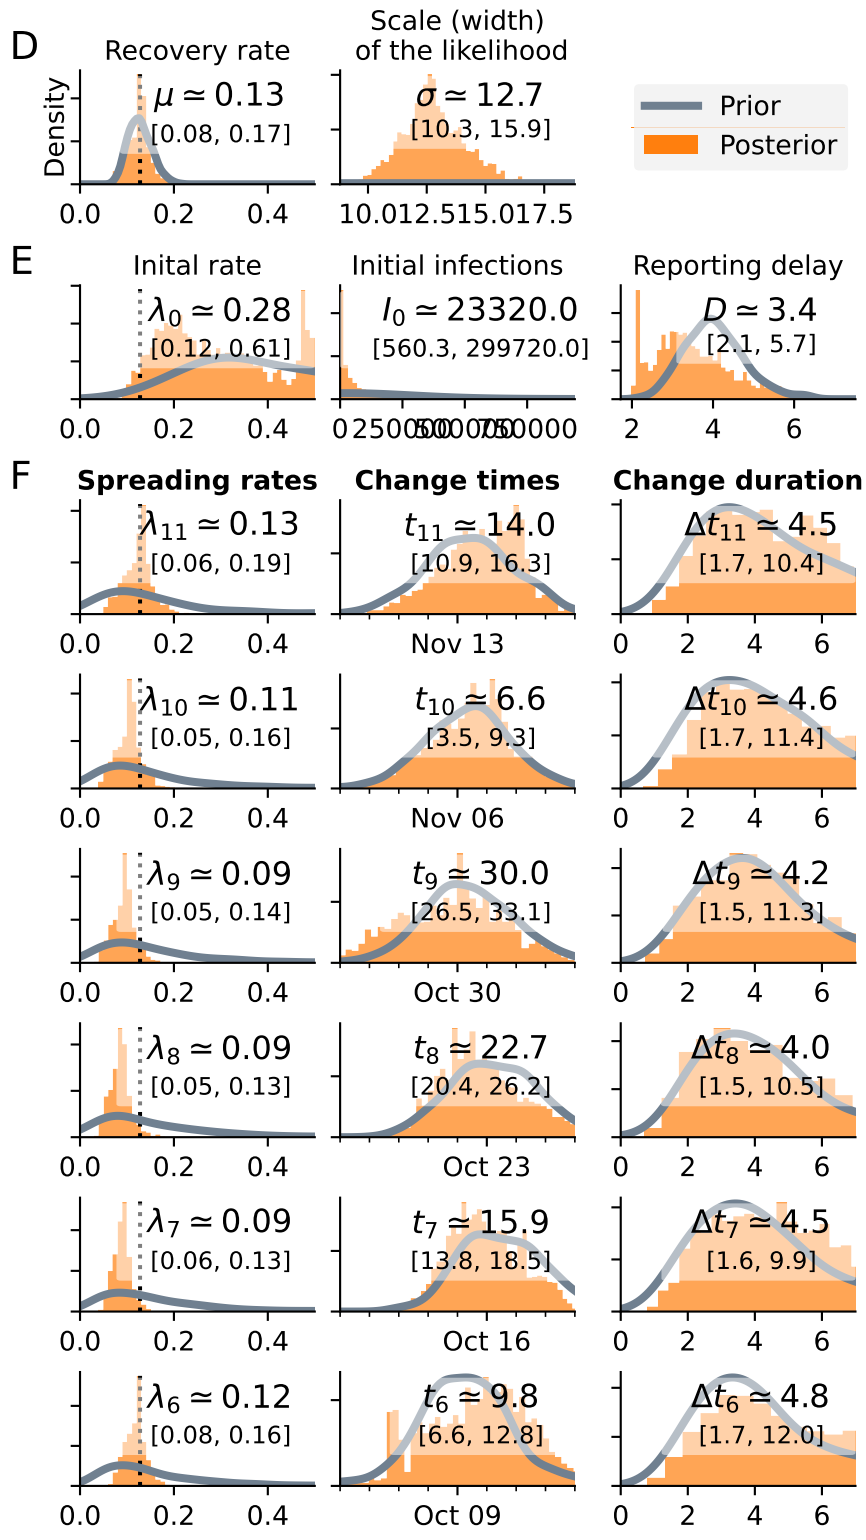 D
Recovery rate
Scale (width)
of the likelihood
Density
μ ≃ 0.13
[0.08, 0.17]
σ ≃ 12.7
[10.3, 15.9]
Prior
Posterior
0.0 0.2 0.4
10.0 12.5 15.0 17.5
E
Inital rate
Initial infections
Reporting delay
λ0 ≃ 0.28
[0.12, 0.61]
I0 ≃ 23320.0
[560.3, 299720.0]
D ≃ 3.4
[2.1, 5.7]
0.0 0.2 0.4
0 250000 500000 750000
2 4 6
F
Spreading rates
Change times
Change duration
λ11 ≃ 0.13
[0.06, 0.19]
t11 ≃ 14.0
[10.9, 16.3]
Δt11 ≃ 4.5
[1.7, 10.4]
0.0 0.2 0.4
Nov 13
0 2 4 6
λ10 ≃ 0.11
[0.05, 0.16]
t10 ≃ 6.6
[3.5, 9.3]
Δt10 ≃ 4.6
[1.7, 11.4]
0.0 0.2 0.4
Nov 06
0 2 4 6
λ9 ≃ 0.09
[0.05, 0.14]
t9 ≃ 30.0
[26.5, 33.1]
Δt9 ≃ 4.2
[1.5, 11.3]
0.0 0.2 0.4
Oct 30
0 2 4 6
λ8 ≃ 0.09
[0.05, 0.13]
t8 ≃ 22.7
[20.4, 26.2]
Δt8 ≃ 4.0
[1.5, 10.5]
0.0 0.2 0.4
Oct 23
0 2 4 6
λ7 ≃ 0.09
[0.06, 0.13]
t7 ≃ 15.9
[13.8, 18.5]
Δt7 ≃ 4.5
[1.6, 9.9]
0.0 0.2 0.4
Oct 16
0 2 4 6
λ6 ≃ 0.12
[0.08, 0.16]
t6 ≃ 9.8
[6.6, 12.8]
Δt6 ≃ 4.8
[1.7, 12.0]
0.0 0.2 0.4
Oct 09
0 2 4 6